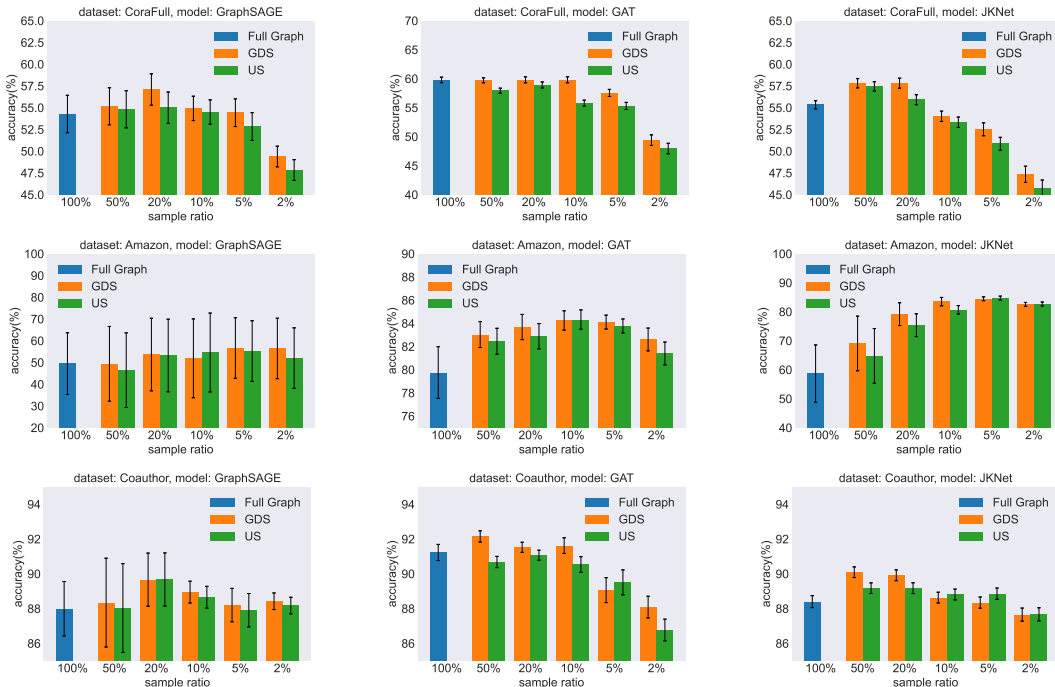 dataset: CoraFull, model: GraphSAGE
65.0
62.5
60.0
57.5
55.0
52.5
50.0
47.5
45.0
accuracy(%)
Full Graph
GDS
US
100% 50% 20% 10% 5% 2%
sample ratio
dataset: CoraFull, model: GAT
70
65
60
55
50
45
40
accuracy(%)
Full Graph
GDS
US
100% 50% 20% 10% 5% 2%
sample ratio
dataset: CoraFull, model: JKNet
65.0
62.5
60.0
57.5
55.0
52.5
50.0
47.5
45.0
accuracy(%)
Full Graph
GDS
US
100% 50% 20% 10% 5% 2%
sample ratio
dataset: Amazon, model: GraphSAGE
100
90
80
70
60
50
40
30
20
accuracy(%)
Full Graph
GDS
US
100% 50% 20% 10% 5% 2%
sample ratio
dataset: Amazon, model: GAT
90
86
84
82
80
78
76
accuracy(%)
Full Graph
GDS
US
100% 50% 20% 10% 5% 2%
sample ratio
dataset: Amazon, model: JKNet
100
90
80
70
60
50
40
accuracy(%)
Full Graph
GDS
US
100% 50% 20% 10% 5% 2%
sample ratio
dataset: Coauthor, model: GraphSAGE
94
92
90
88
86
accuracy(%)
Full Graph
GDS
US
100% 50% 20% 10% 5% 2%
sample ratio
dataset: Coauthor, model: GAT
94
92
90
88
86
accuracy(%)
Full Graph
GDS
US
100% 50% 20% 10% 5% 2%
sample ratio
dataset: Coauthor, model: JKNet
94
92
90
88
86
accuracy(%)
Full Graph
GDS
US
100% 50% 20% 10% 5% 2%
sample ratio